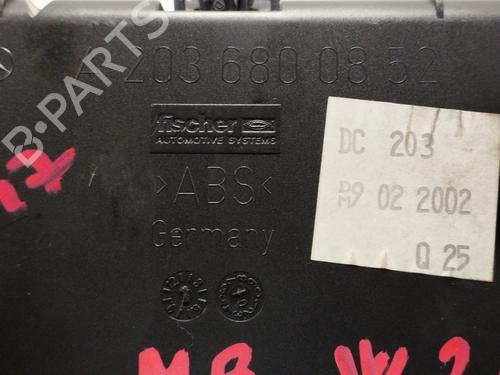 A 203 680 08 52
fischer
AUTOMOTIVE SYSTEMS
>ABS<
Germany
DC 203
02 2002
Q 25
B-PARTS
MB